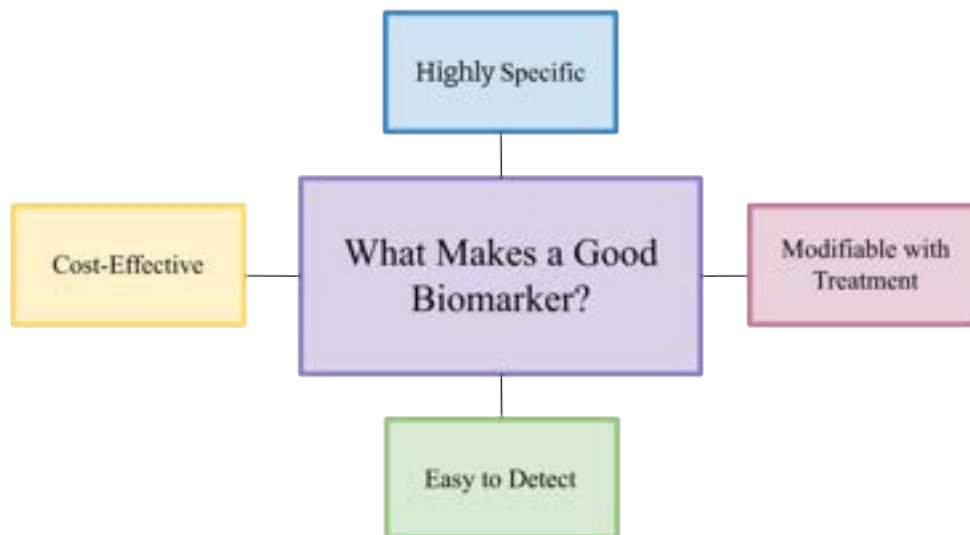 Highly Specific
Cost-Effective
What Makes a Good
Biomarker?
Modifiable with
Treatment
Easy to Detect